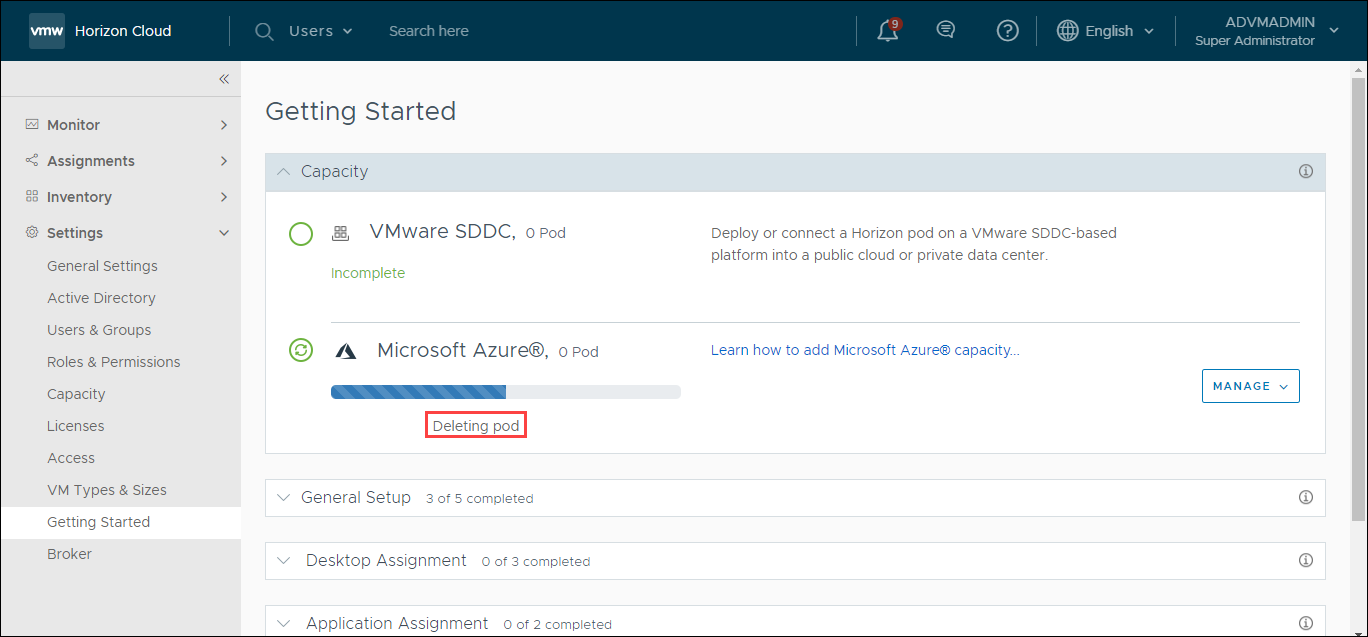 vmw Horizon Cloud Users Search here 9 English ADVMADMIN
Super Administrator
Monitor
Assignments
Inventory
Settings
General Settings
Active Directory
Users & Groups
Roles & Permissions
Capacity
Licenses
Access
VM Types & Sizes
Getting Started
Broker
Getting Started
Capacity
VMware SDDC, 0 Pod
Incomplete
Deploy or connect a Horizon pod on a VMware SDDC-based
platform into a public cloud or private data center.
Microsoft Azure®, 0 Pod
Deleting pod
Learn how to add Microsoft Azure® capacity...
MANAGE
General Setup 3 of 5 completed
Desktop Assignment 0 of 3 completed
Application Assignment 0 of 2 completed